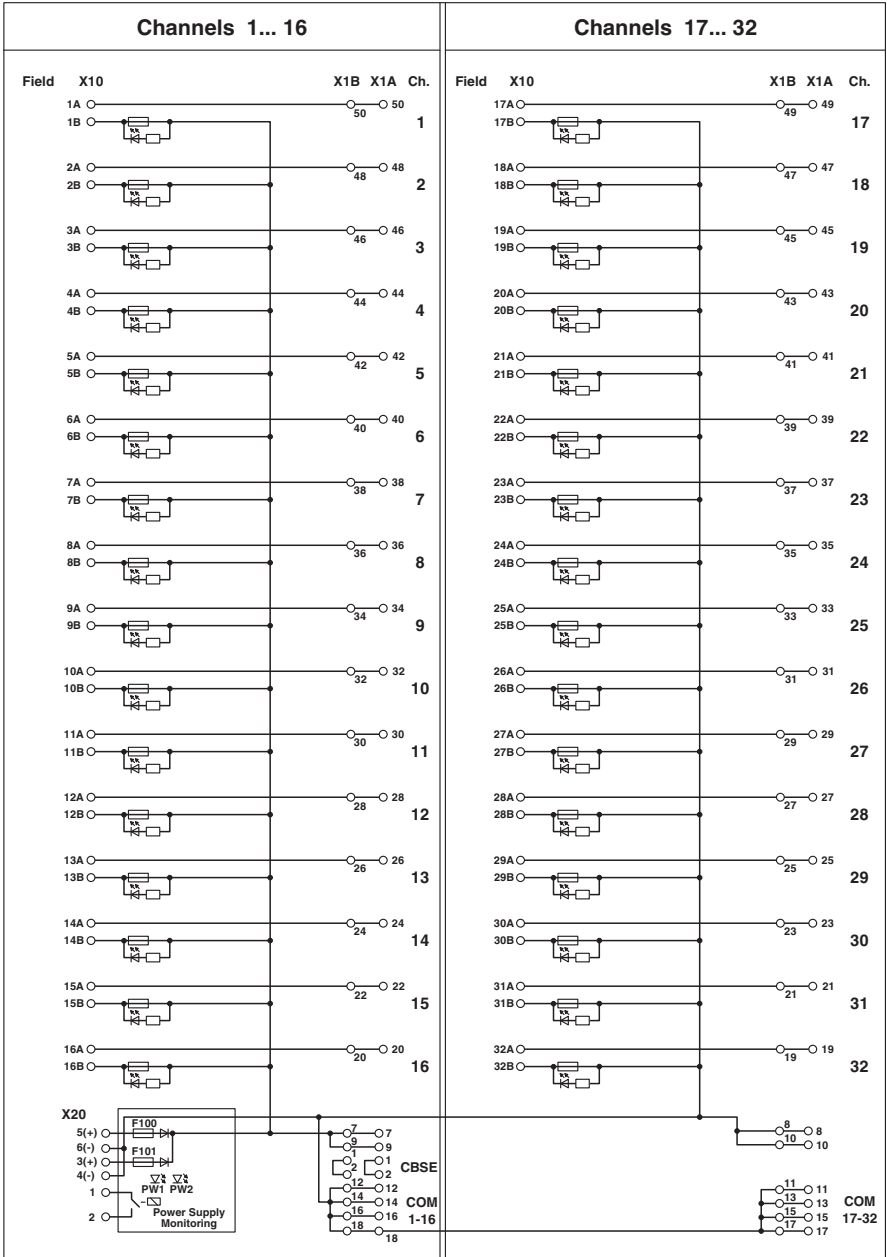 Channels 1... 16
Channels 17... 32
Field X10 X1B X1A Ch.
Field X10 X1B X1A Ch.
1A 50 50
1B 1
17A 49 49
17B 17
2A 48 48
2B 2
18A 47 47
18B 18
3A 46 46
3B 3
19A 45 45
19B 19
4A 44 44
4B 4
20A 43 43
20B 20
5A 42 42
5B 5
21A 41 41
21B 21
6A 40 40
6B 6
22A 39 39
22B 22
7A 38 38
7B 7
23A 37 37
23B 23
8A 36 36
8B 8
24A 35 35
24B 24
9A 34 34
9B 9
25A 33 33
25B 25
10A 32 32
10B 10
26A 31 31
26B 26
11A 30 30
11B 11
27A 29 29
27B 27
12A 28 28
12B 12
28A 27 27
28B 28
13A 26 26
13B 13
29A 25 25
29B 29
14A 24 24
14B 14
30A 23 23
30B 30
15A 22 22
15B 15
31A 21 21
31B 31
16A 20 20
16B 16
32A 19 19
32B 32
X20
5(+) F100
6(-)
3(+) F101
4(-)
PW1 PW2
1
2
Power Supply
Monitoring
7 7
9 9
1 1
2 2
CBSE
12 12
14 14
16 16
18 18
COM
1-16
8 8
10 10
11 11
13 13
15 15
17 17
COM
17-32